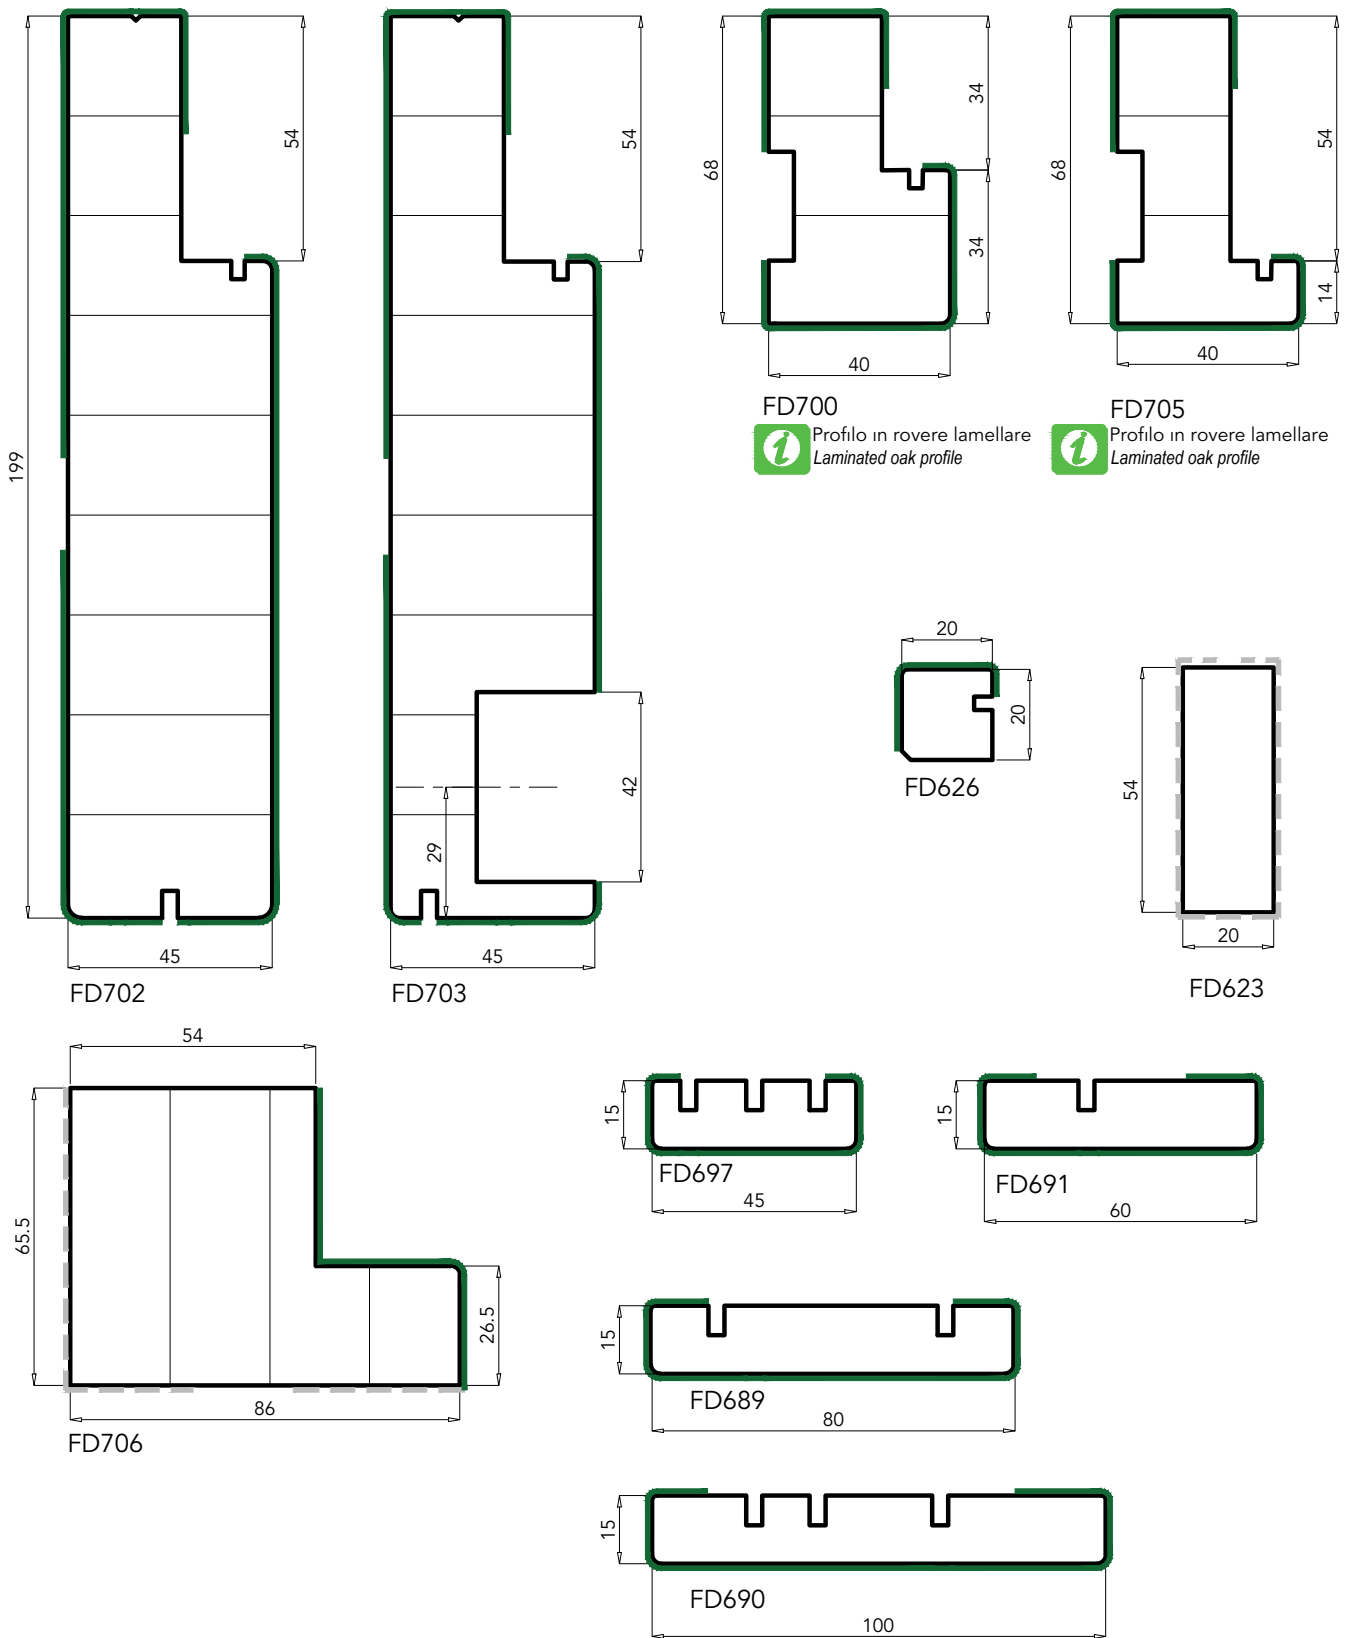 199
54
45
FD702
54
42
29
45
FD703
68
34
34
40
FD700
i
Profilo in rovere lamellare
Laminated oak profile
68
54
14
40
FD705
i
Profilo in rovere lamellare
Laminated oak profile
20
20
FD626
54
20
FD623
54
65.5
26.5
86
FD706
15
FD697
45
15
FD691
60
15
FD689
80
15
FD690
100